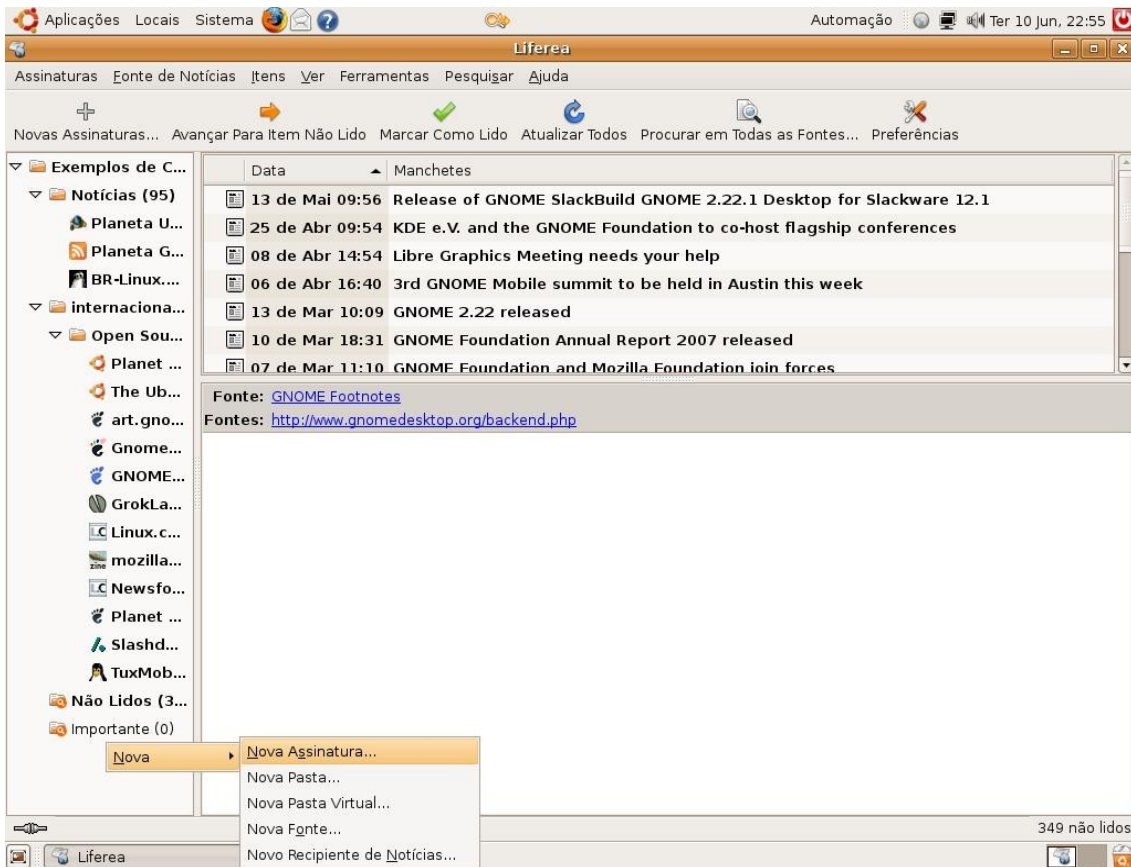 Aplicações Locais Sistema Automação Ter 10 Jun, 22:55
Liferea
Assinaturas Fonte de Notícias Itens Ver Ferramentas Pesquisar Ajuda
Novas Assinaturas... Avançar Para Item Não Lido Marcar Como Lido Atualizar Todos Procurar em Todas as Fontes... Preferências
Exemplos de C...
Notícias (95)
Planeta U...
Planeta G...
BR-Linux....
internaciona...
Open Sou...
Planet ...
The Ub...
art.gno...
Gnome...
GNOME...
GrokLa...
Linux.c...
mozilla...
Newsfo...
Planet ...
Slashd...
TuxMob...
Não Lidos (3...
Importante (0)
Data Manchetes
13 de Mai 09:56 Release of GNOME SlackBuild GNOME 2.22.1 Desktop for Slackware 12.1
25 de Abr 09:54 KDE e.V. and the GNOME Foundation to co-host flagship conferences
08 de Abr 14:54 Libre Graphics Meeting needs your help
06 de Abr 16:40 3rd GNOME Mobile summit to be held in Austin this week
13 de Mar 10:09 GNOME 2.22 released
10 de Mar 18:31 GNOME Foundation Annual Report 2007 released
07 de Mar 11:10 GNOME Foundation and Mozilla Foundation join forces
Fonte: GNOME Footnotes
Fontes: http://www.gnomedesktop.org/backend.php
Nova
Nova Assinatura...
Nova Pasta...
Nova Pasta Virtual...
Nova Fonte...
Novo Recipiente de Notícias...
349 não lidos
Liferea